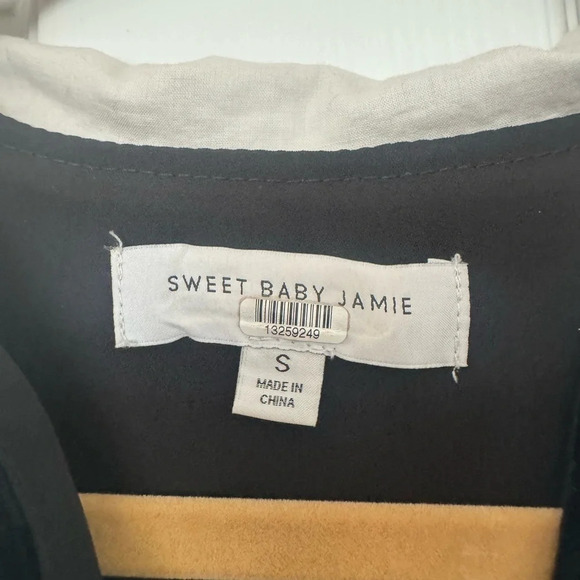 SWEET BABY JAMIE
13259249
S
MADE IN
CHINA